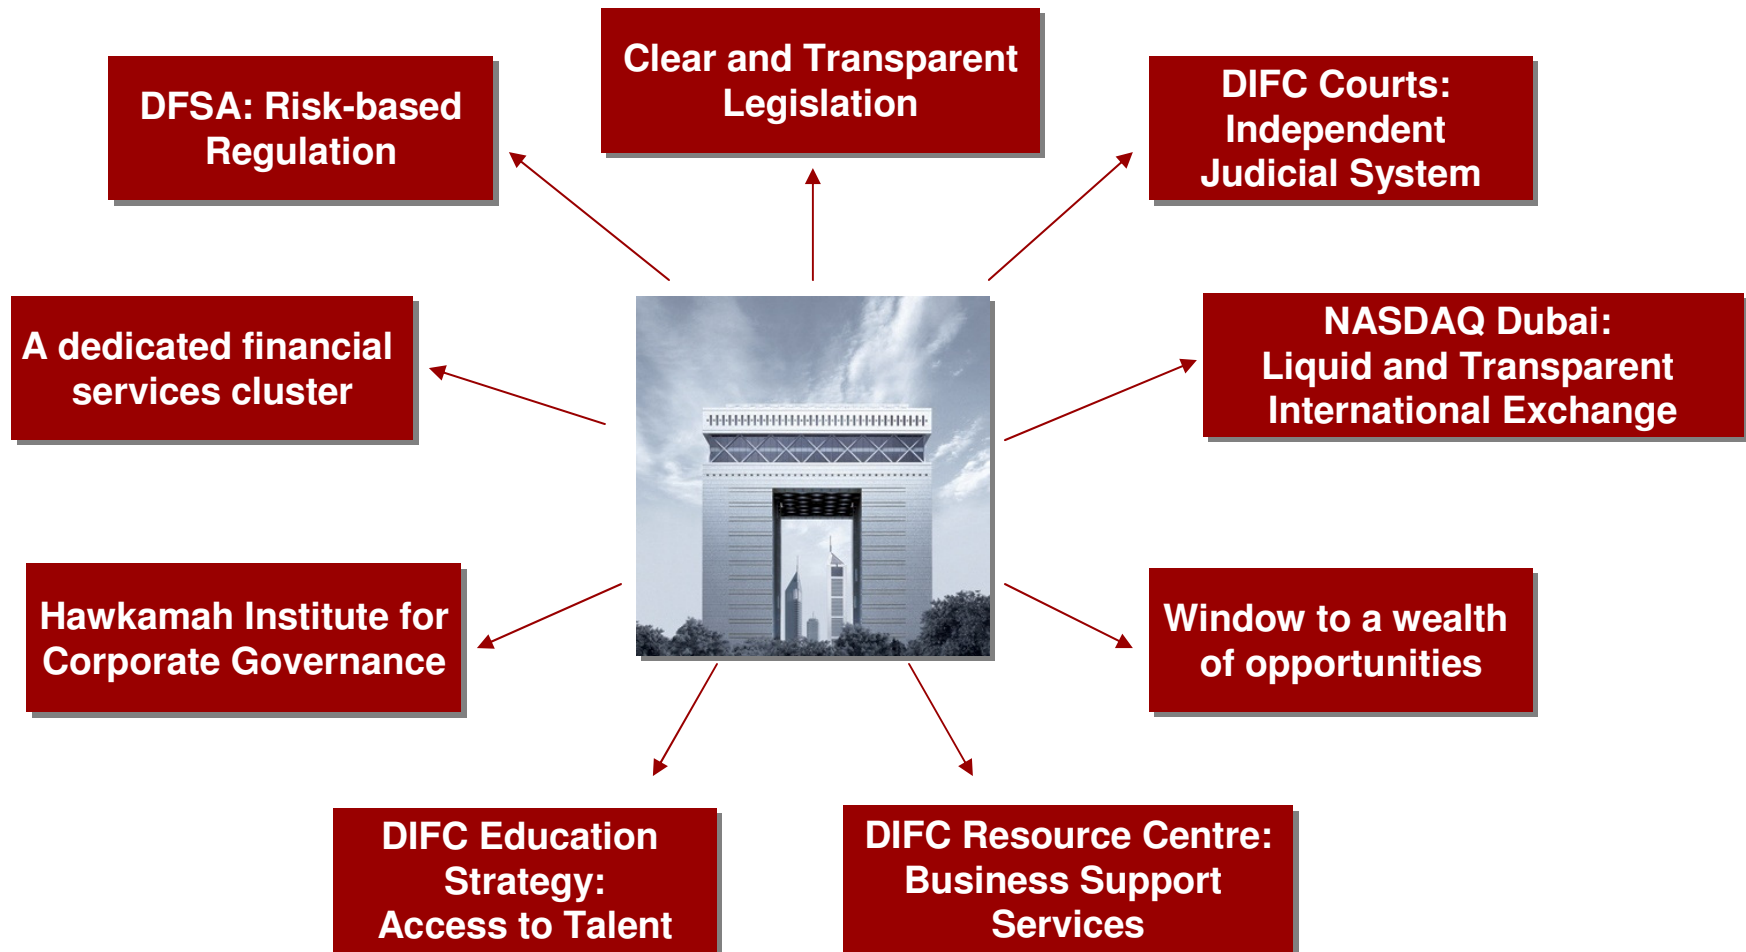 Clear and Transparent
Legislation
DFSA: Risk-based
Regulation
DIFC Courts:
Independent
Judicial System
A dedicated financial
services cluster
NASDAQ Dubai:
Liquid and Transparent
International Exchange
Hawkamah Institute for
Corporate Governance
Window to a wealth
of opportunities
DIFC Education
Strategy:
Access to Talent
DIFC Resource Centre:
Business Support
Services